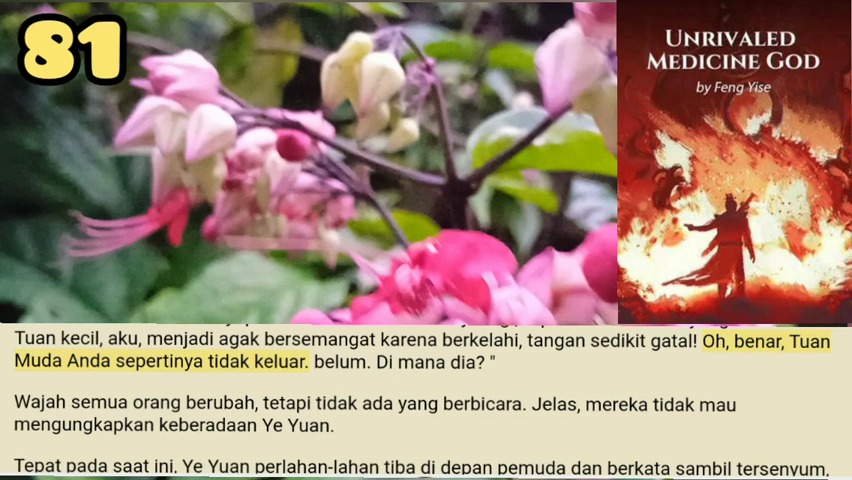 81
UNRIVALED
MEDICINE GOD
by Feng Yise
Tuan kecil, aku, menjadi agak bersemangat karena berkelahi, tangan sedikit gatal! Oh, benar, Tuan
Muda Anda sepertinya tidak keluar. belum. Di mana dia? "
Wajah semua orang berubah, tetapi tidak ada yang berbicara. Jelas, mereka tidak mau
mengungkapkan keberadaan Ye Yuan.
Tepat pada saat ini, Ye Yuan perlahan-lahan tiba di depan pemuda dan berkata sambil tersenyum,